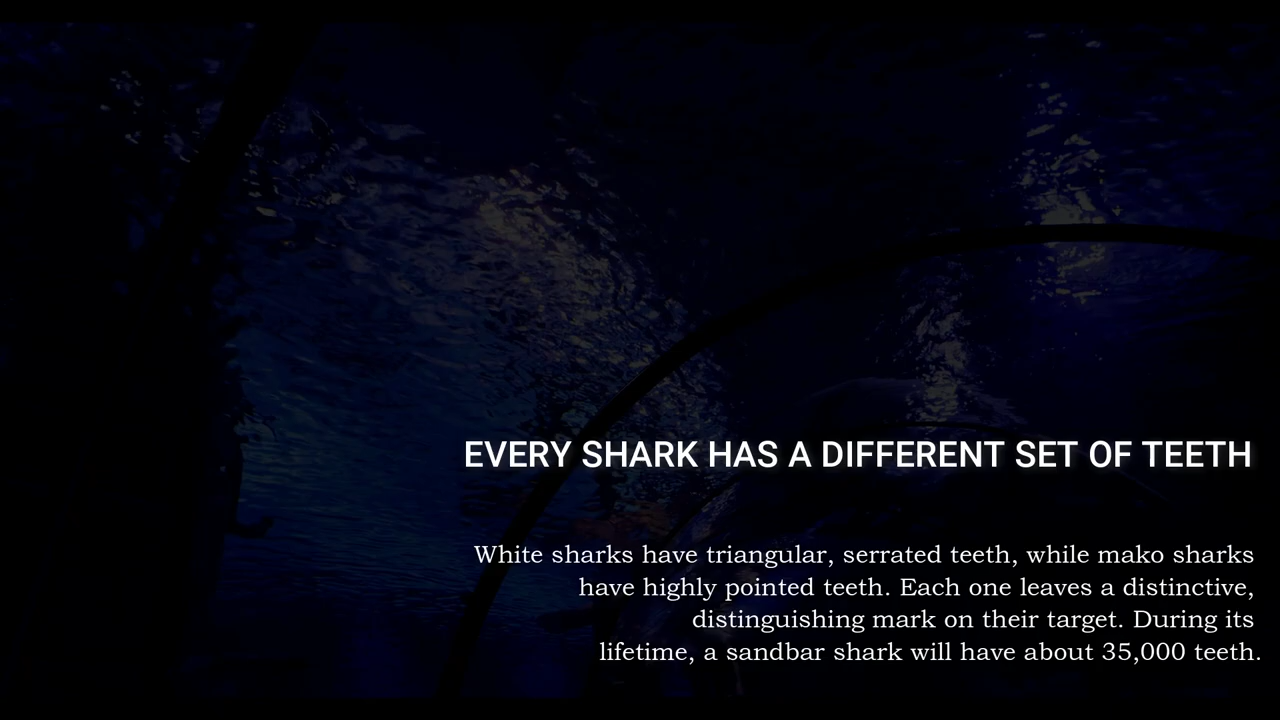 EVERY SHARK HAS A DIFFERENT SET OF TEETH
White sharks have triangular, serrated teeth, while mako sharks
have highly pointed teeth. Each one leaves a distinctive,
distinguishing mark on their target. During its
lifetime, a sandbar shark will have about 35,000 teeth.